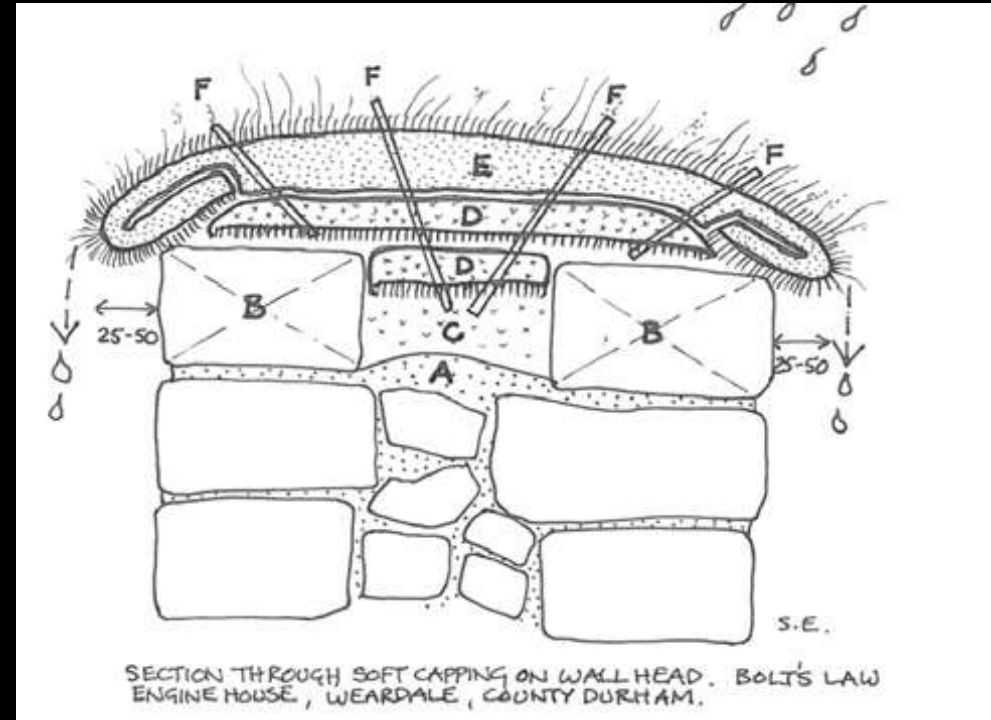 F F F F
E
D
D
B C B
25-50 25-50
A
S.E.
SECTION THROUGH SOFT CAPPING ON WALL HEAD. BOLT'S LAW
ENGINE HOUSE, WEARDALE, COUNTY DURHAM.